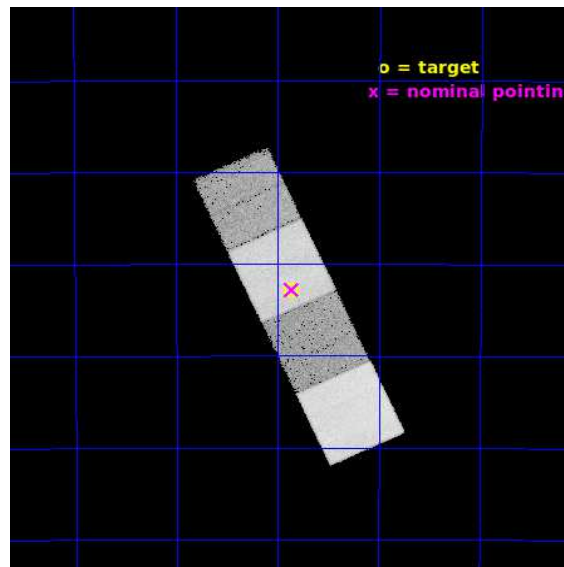 o = target
x = nominal pointin